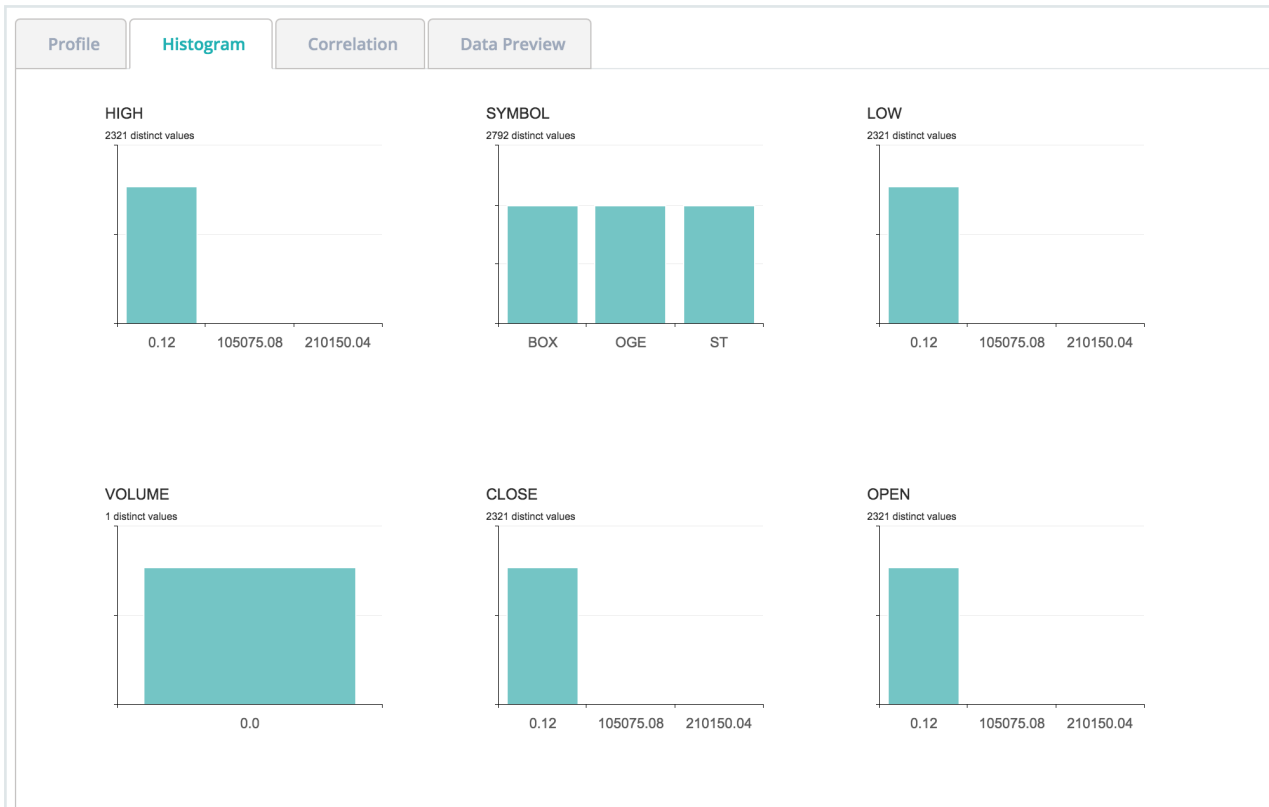 Profile Histogram Correlation Data Preview
HIGH
2321 distinct values
0.12 105075.08 210150.04
SYMBOL
2792 distinct values
BOX OGE ST
LOW
2321 distinct values
0.12 105075.08 210150.04
VOLUME
1 distinct values
0.0
CLOSE
2321 distinct values
0.12 105075.08 210150.04
OPEN
2321 distinct values
0.12 105075.08 210150.04